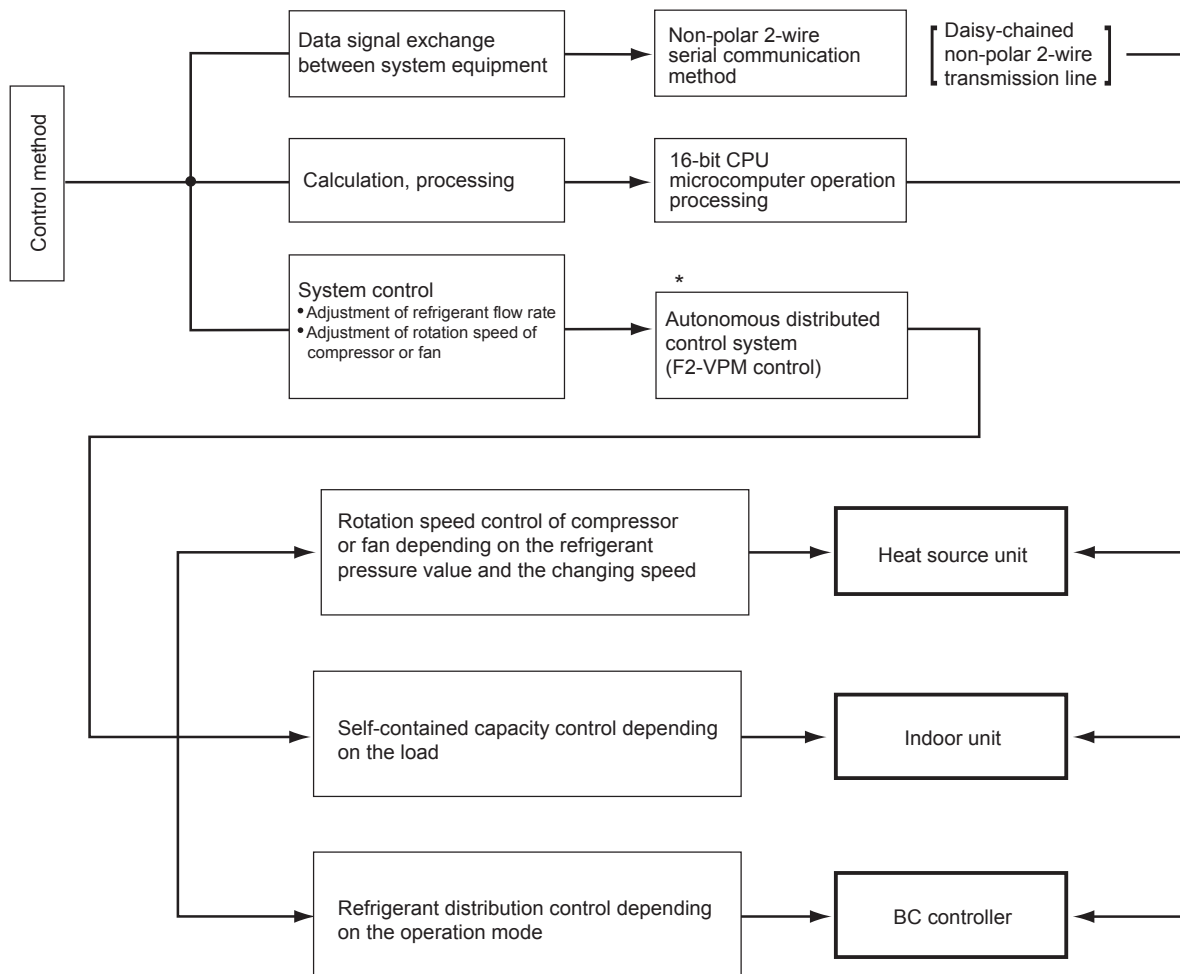 Control method
Data signal exchange
between system equipment
Non-polar 2-wire
serial communication
method
Daisy-chained
non-polar 2-wire
transmission line
Calculation, processing
16-bit CPU
microcomputer operation
processing
System control
• Adjustment of refrigerant flow rate
• Adjustment of rotation speed of
compressor or fan
*
Autonomous distributed
control system
(F2-VPM control)
Rotation speed control of compressor
or fan depending on the refrigerant
pressure value and the changing speed
Heat source unit
Self-contained capacity control depending
on the load
Indoor unit
Refrigerant distribution control depending
on the operation mode
BC controller